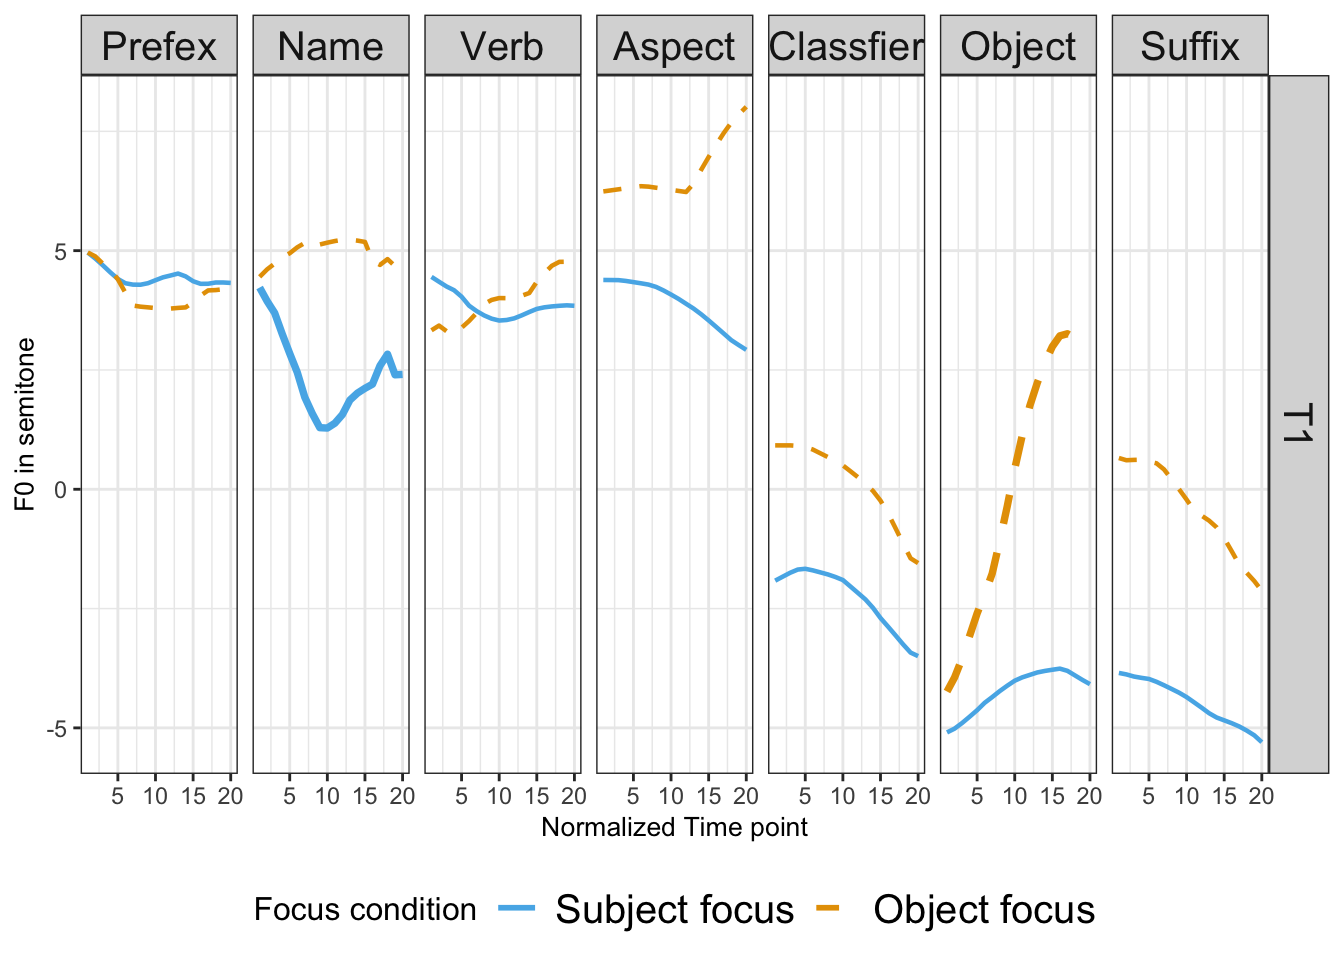 Prefex Name Verb Aspect Classfier Object Suffix
T1
F0 in semitone
5
0
-5
5 10 15 20 5 10 15 20 5 10 15 20 5 10 15 20 5 10 15 20 5 10 15 20 5 10 15 20
Normalized Time point
Focus condition Subject focus Object focus